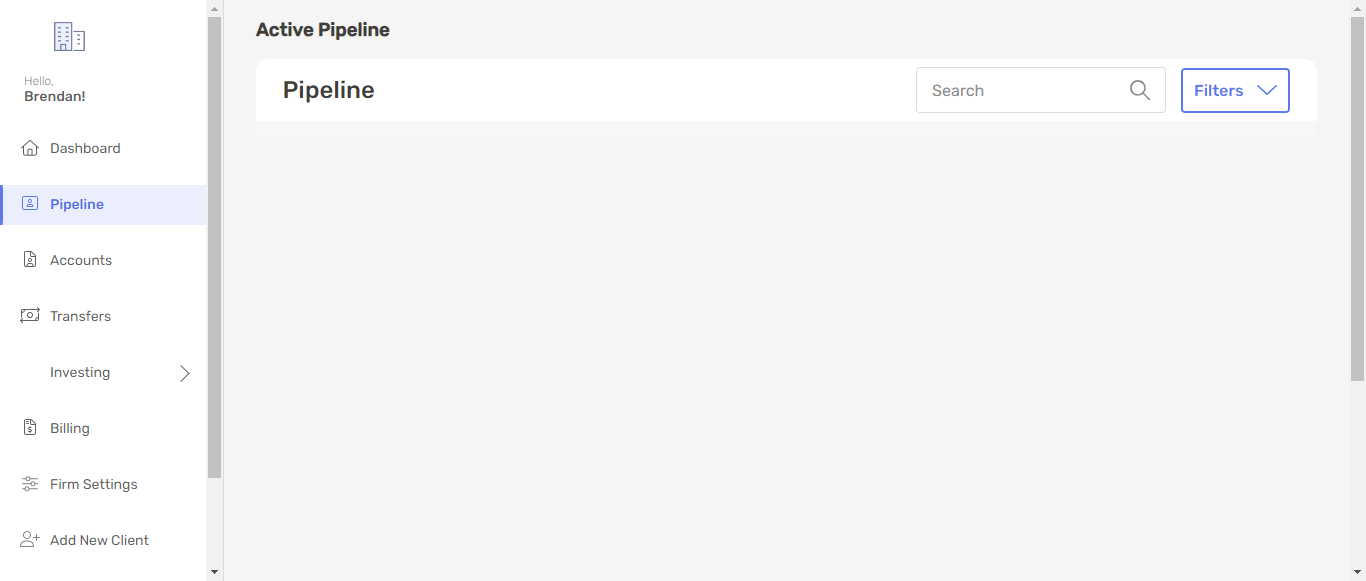 Hello,
Brendan!
Dashboard
Pipeline
Accounts
Transfers
Investing
Billing
Firm Settings
Add New Client
Active Pipeline
Pipeline
Search
Filters